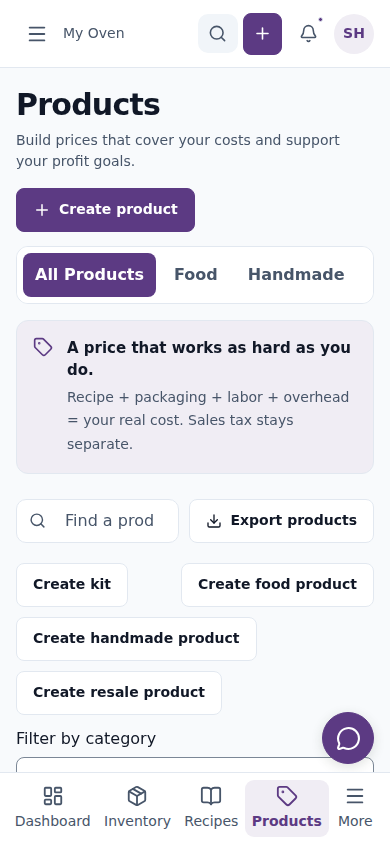 My Oven
SH
Products
Build prices that cover your costs and support
your profit goals.
Create product
All Products Food Handmade
A price that works as hard as you
do.
Recipe + packaging + labor + overhead
= your real cost. Sales tax stays
separate.
Find a prod
Export products
Create kit
Create food product
Create handmade product
Create resale product
Filter by category
Dashboard Inventory Recipes Products More